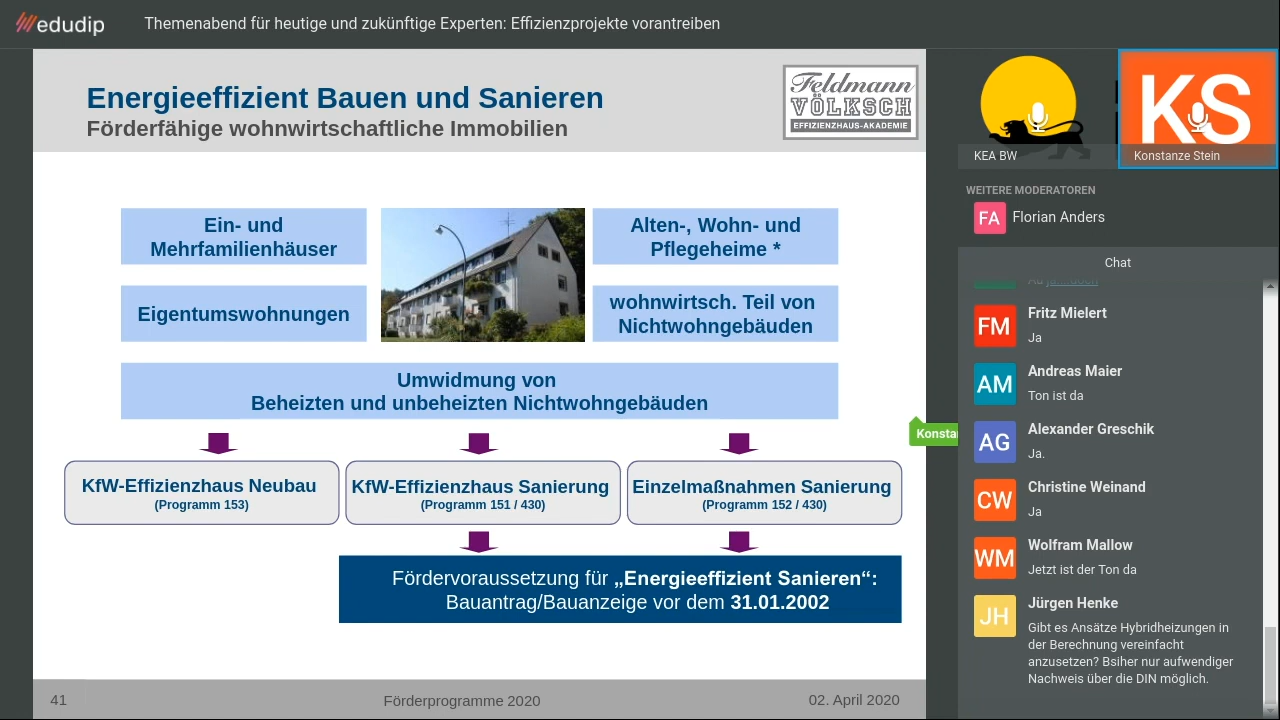 edudip
Themenabend für heutige und zukünftige Experten: Effizienzprojekte vorantreiben
Energieeffizient Bauen und Sanieren
Förderfähige wohnwirtschaftliche Immobilien
Feldmann
VÖLKSCH
EFFIZIENZHAUS-AKADEMIE
Ein- und
Mehrfamilienhäuser
Alten-, Wohn- und
Pflegeheime *
Eigentumswohnungen
wohnwirtsch. Teil von
Nichtwohngebäuden
Umwidmung von
Beheizten und unbeheizten Nichtwohngebäuden
KfW-Effizienzhaus Neubau
(Programm 153)
KfW-Effizienzhaus Sanierung
(Programm 151 / 430)
Einzelmaßnahmen Sanierung
(Programm 152 / 430)
Fördervoraussetzung für „Energieeffizient Sanieren“:
Bauantrag/Bauanzeige vor dem 31.01.2002
41
Förderprogramme 2020
02. April 2020
KS
KEA BW
Konstanze Stein
WEITERE MODERATOREN
FA
Florian Anders
Chat
FM
Fritz Mielert
Ja
AM
Andreas Maier
Ton ist da
AG
Alexander Greschik
Ja.
CW
Christine Weinand
Ja
WM
Wolfram Mallow
Jetzt ist der Ton da
JH
Jürgen Henke
Gibt es Ansätze Hybridheizungen in
der Berechnung vereinfacht
anzusetzen? Bsiher nur aufwendiger
Nachweis über die DIN möglich.